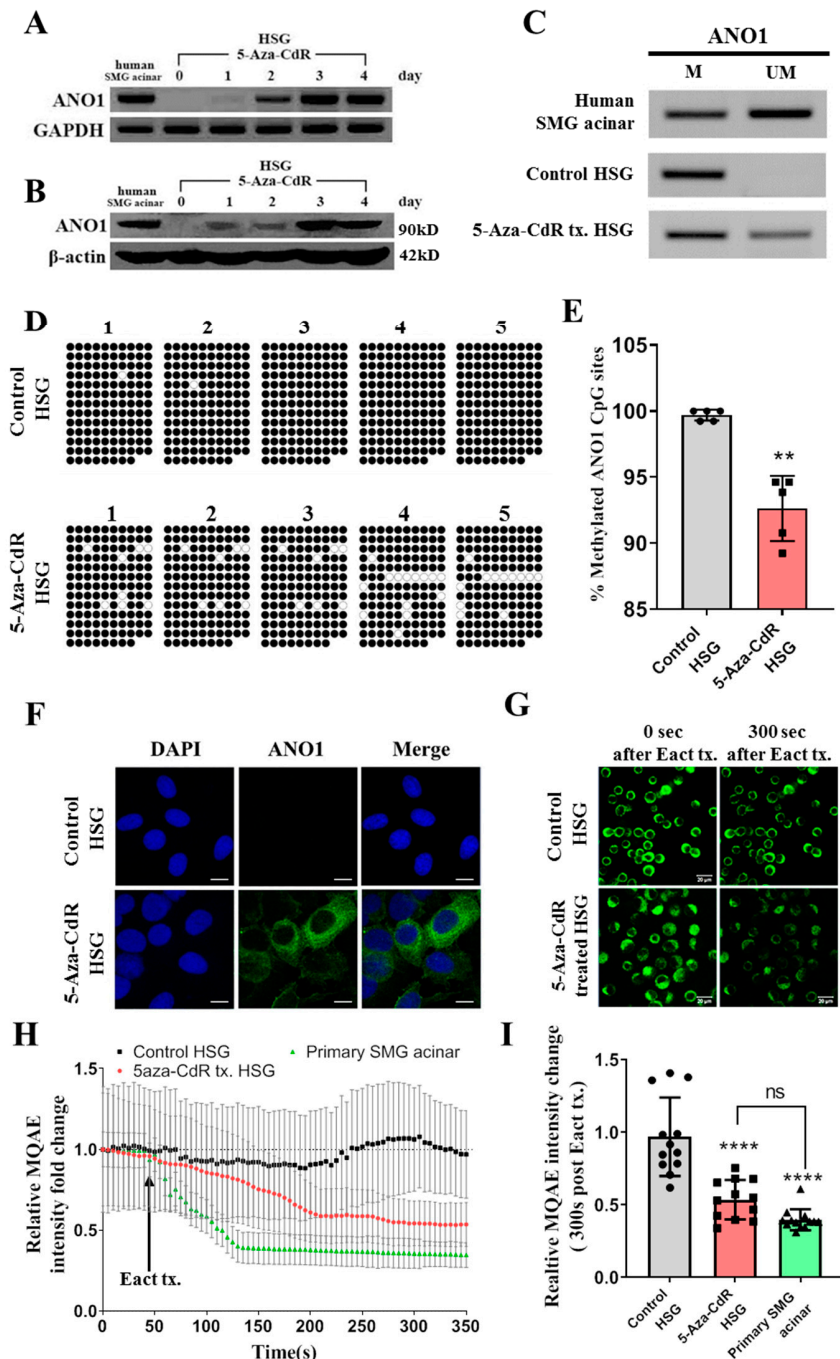 A
HSG
5-Aza-CdR
human
SMG acinar
0 1 2 3 4 day
ANO1
GAPDH
B
HSG
5-Aza-CdR
human
SMG acinar
0 1 2 3 4 day
ANO1
90kD
β-actin
42kD
C
ANO1
M UM
Human
SMG acinar
Control HSG
5-Aza-CdR tx. HSG
D
1 2 3 4 5
Control
HSG
1 2 3 4 5
5-Aza-CdR
HSG
E
% Methylated ANO1 CpG sites
105
100
95
90
85
**
Control
HSG
5-Aza-CdR
HSG
F
DAPI ANO1 Merge
Control
HSG
5-Aza-CdR
HSG
G
0 sec
after Eact tx.
300 sec
after Eact tx.
Control
HSG
20 μm
20 μm
5-Aza-CdR
treated HSG
20 μm
20 μm
H
Control HSG
Primary SMG acinar
5aza-CdR tx. HSG
Relative MQAE
intensity fold change
1.5
1.0
0.5
0.0
Eact tx.
0 50 100 150 200 250 300 350
Time(s)
I
Realtive MQAE intensity change
( 300s post Eact tx.)
1.5
1.0
0.5
0.0
ns
****
****
Control
HSG
5-Aza-CdR
HSG
Primary SMG
acinar